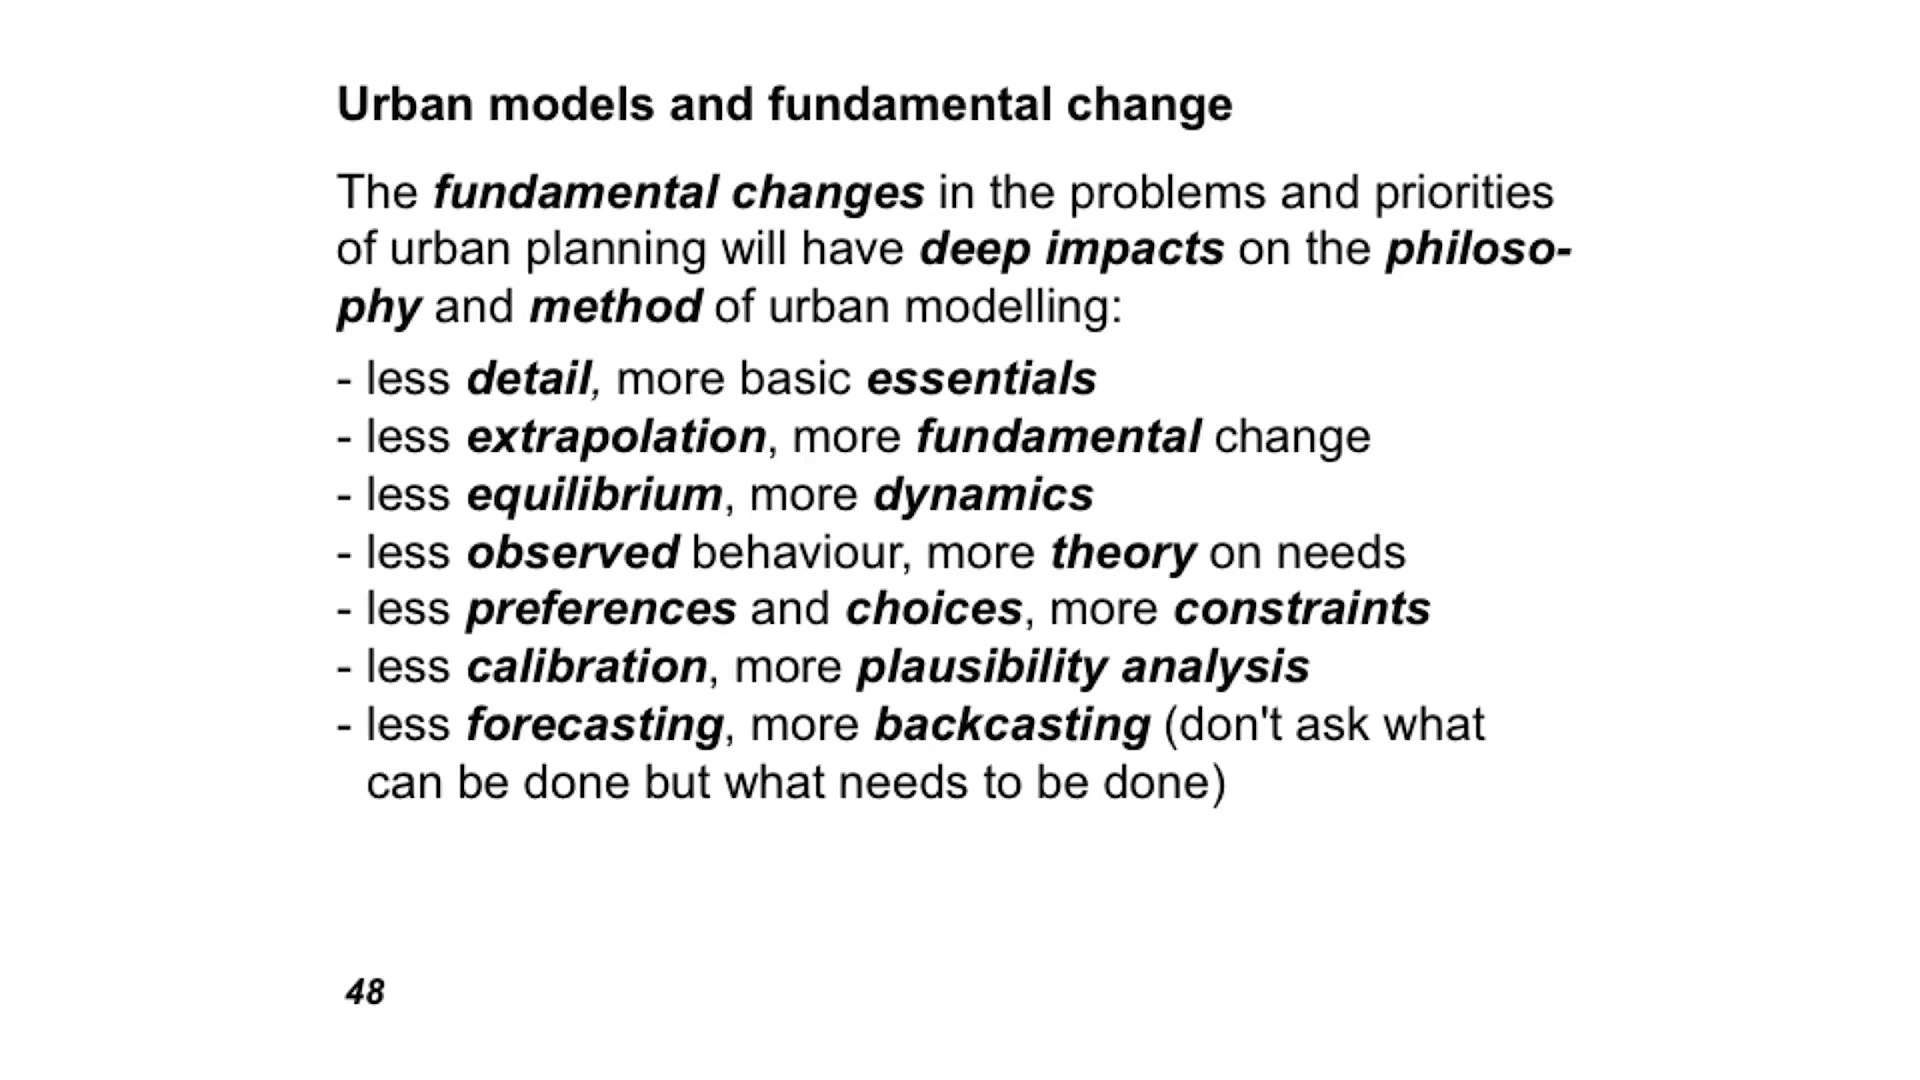 Urban models and fundamental change
The fundamental changes in the problems and priorities
of urban planning will have deep impacts on the philoso-
phy and method of urban modelling:
- less detail, more basic essentials
- less extrapolation, more fundamental change
- less equilibrium, more dynamics
- less observed behaviour, more theory on needs
- less preferences and choices, more constraints
- less calibration, more plausibility analysis
- less forecasting, more backcasting (don't ask what
can be done but what needs to be done)
48